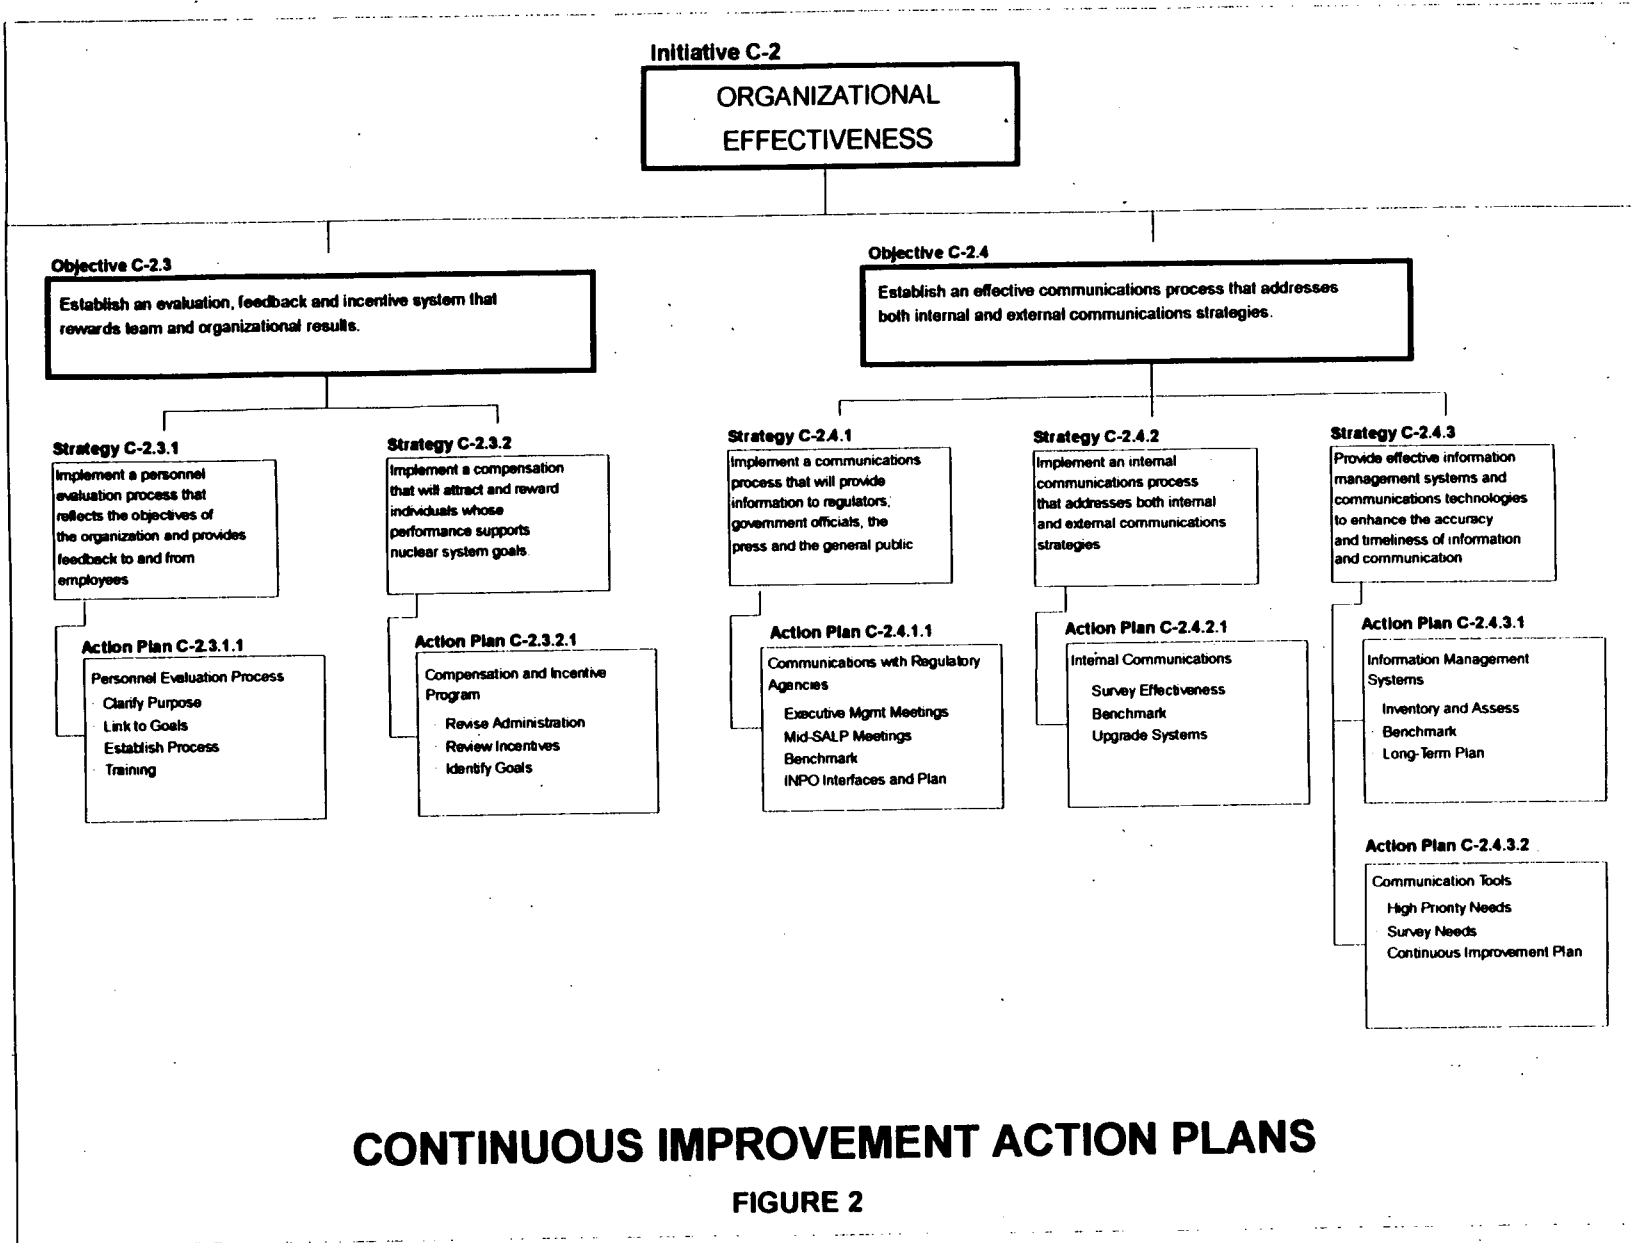 Initiative C-2
ORGANIZATIONAL
EFFECTIVENESS
Objective C-2.3
Establish an evaluation, feedback and incentive system that
rewards team and organizational results.
Objective C-2.4
Establish an effective communications process that addresses
both internal and external communications strategies.
Strategy C-2.3.1
Implement a personnel
evaluation process that
reflects the objectives of
the organization and provides
feedback to and from
employees
Strategy C-2.3.2
Implement a compensation
that will attract and reward
individuals whose
performance supports
nuclear system goals.
Strategy C-2.4.1
Implement a communications
process that will provide
information to regulators,
government officials, the
press and the general public
Strategy C-2.4.2
Implement an internal
communications process
that addresses both internal
and external communications
strategies
Strategy C-2.4.3
Provide effective information
management systems and
communications technologies
to enhance the accuracy
and timeliness of information
and communication
Action Plan C-2.3.1.1
Personnel Evaluation Process
· Clarify Purpose
· Link to Goals
Establish Process
· Training
Action Plan C-2.3.2.1
Compensation and Incentive
Program
· Revise Administration
· Review Incentives
· Identify Goals
Action Plan C-2.4.1.1
Communications with Regulatory
Agencies
Executive Mgmt Meetings
Mid-SALP Meetings
Benchmark
INPO Interfaces and Plan
Action Plan C-2.4.2.1
Internal Communications
Survey Effectiveness
Benchmark
Upgrade Systems
Action Plan C-2.4.3.1
Information Management
Systems
Inventory and Assess
· Benchmark
· Long-Term Plan
Action Plan C-2.4.3.2
Communication Tools
High Priority Needs
Survey Needs
Continuous Improvement Plan
CONTINUOUS IMPROVEMENT ACTION PLANS
FIGURE 2